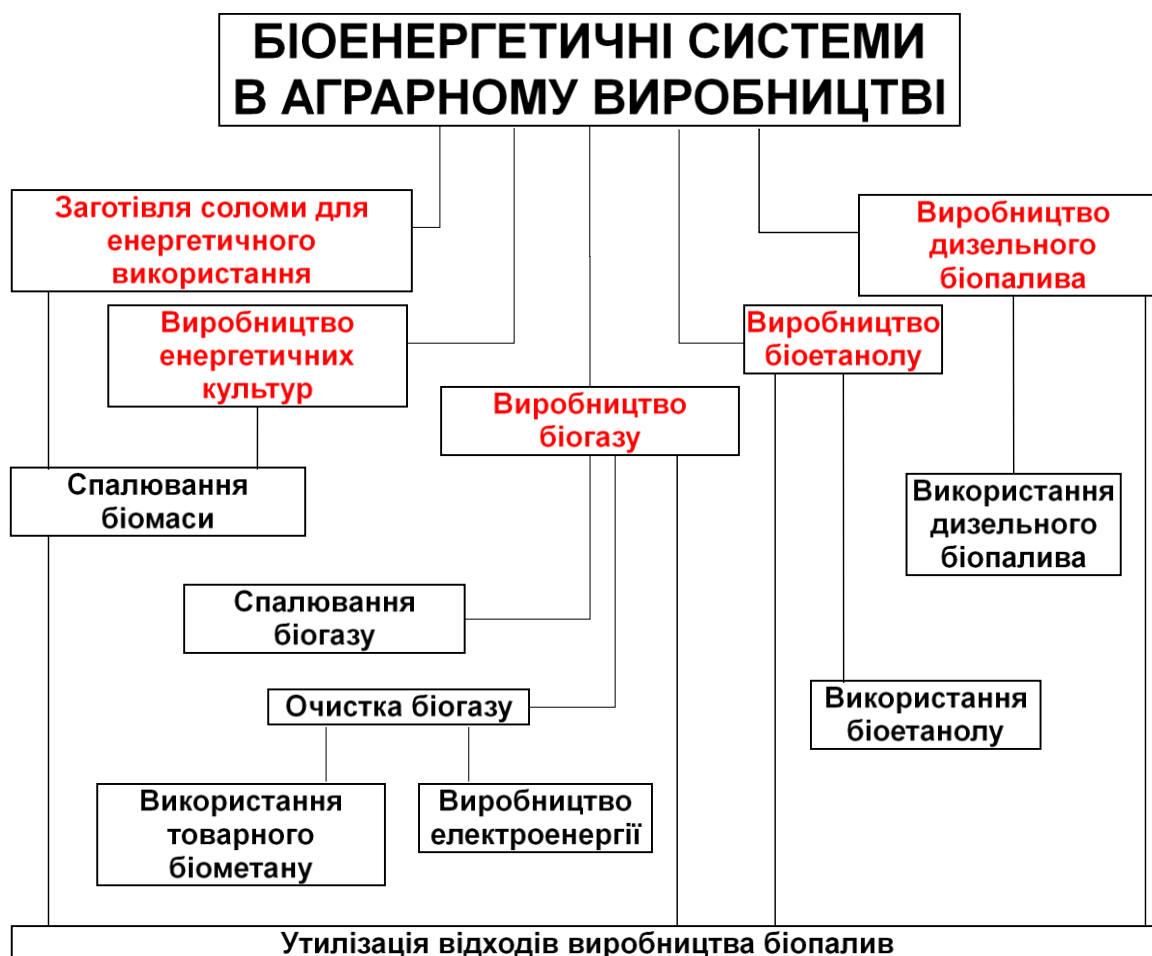 БІОЕНЕРГЕТИЧНІ СИСТЕМИ
В АГРАРНОМУ ВИРОБНИЦТВІ
Заготівля соломи для
енергетичного
використання
Виробництво
дизельного
біопалива
Виробництво
енергетичних
культур
Виробництво
біоетанолу
Виробництво
біогазу
Спалювання
біомаси
Використання
дизельного
біопалива
Спалювання
біогазу
Очистка біогазу
Використання
біоетанолу
Використання
товарного
біометану
Виробництво
електроенергії
Утилізація відходів виробництва біопалив